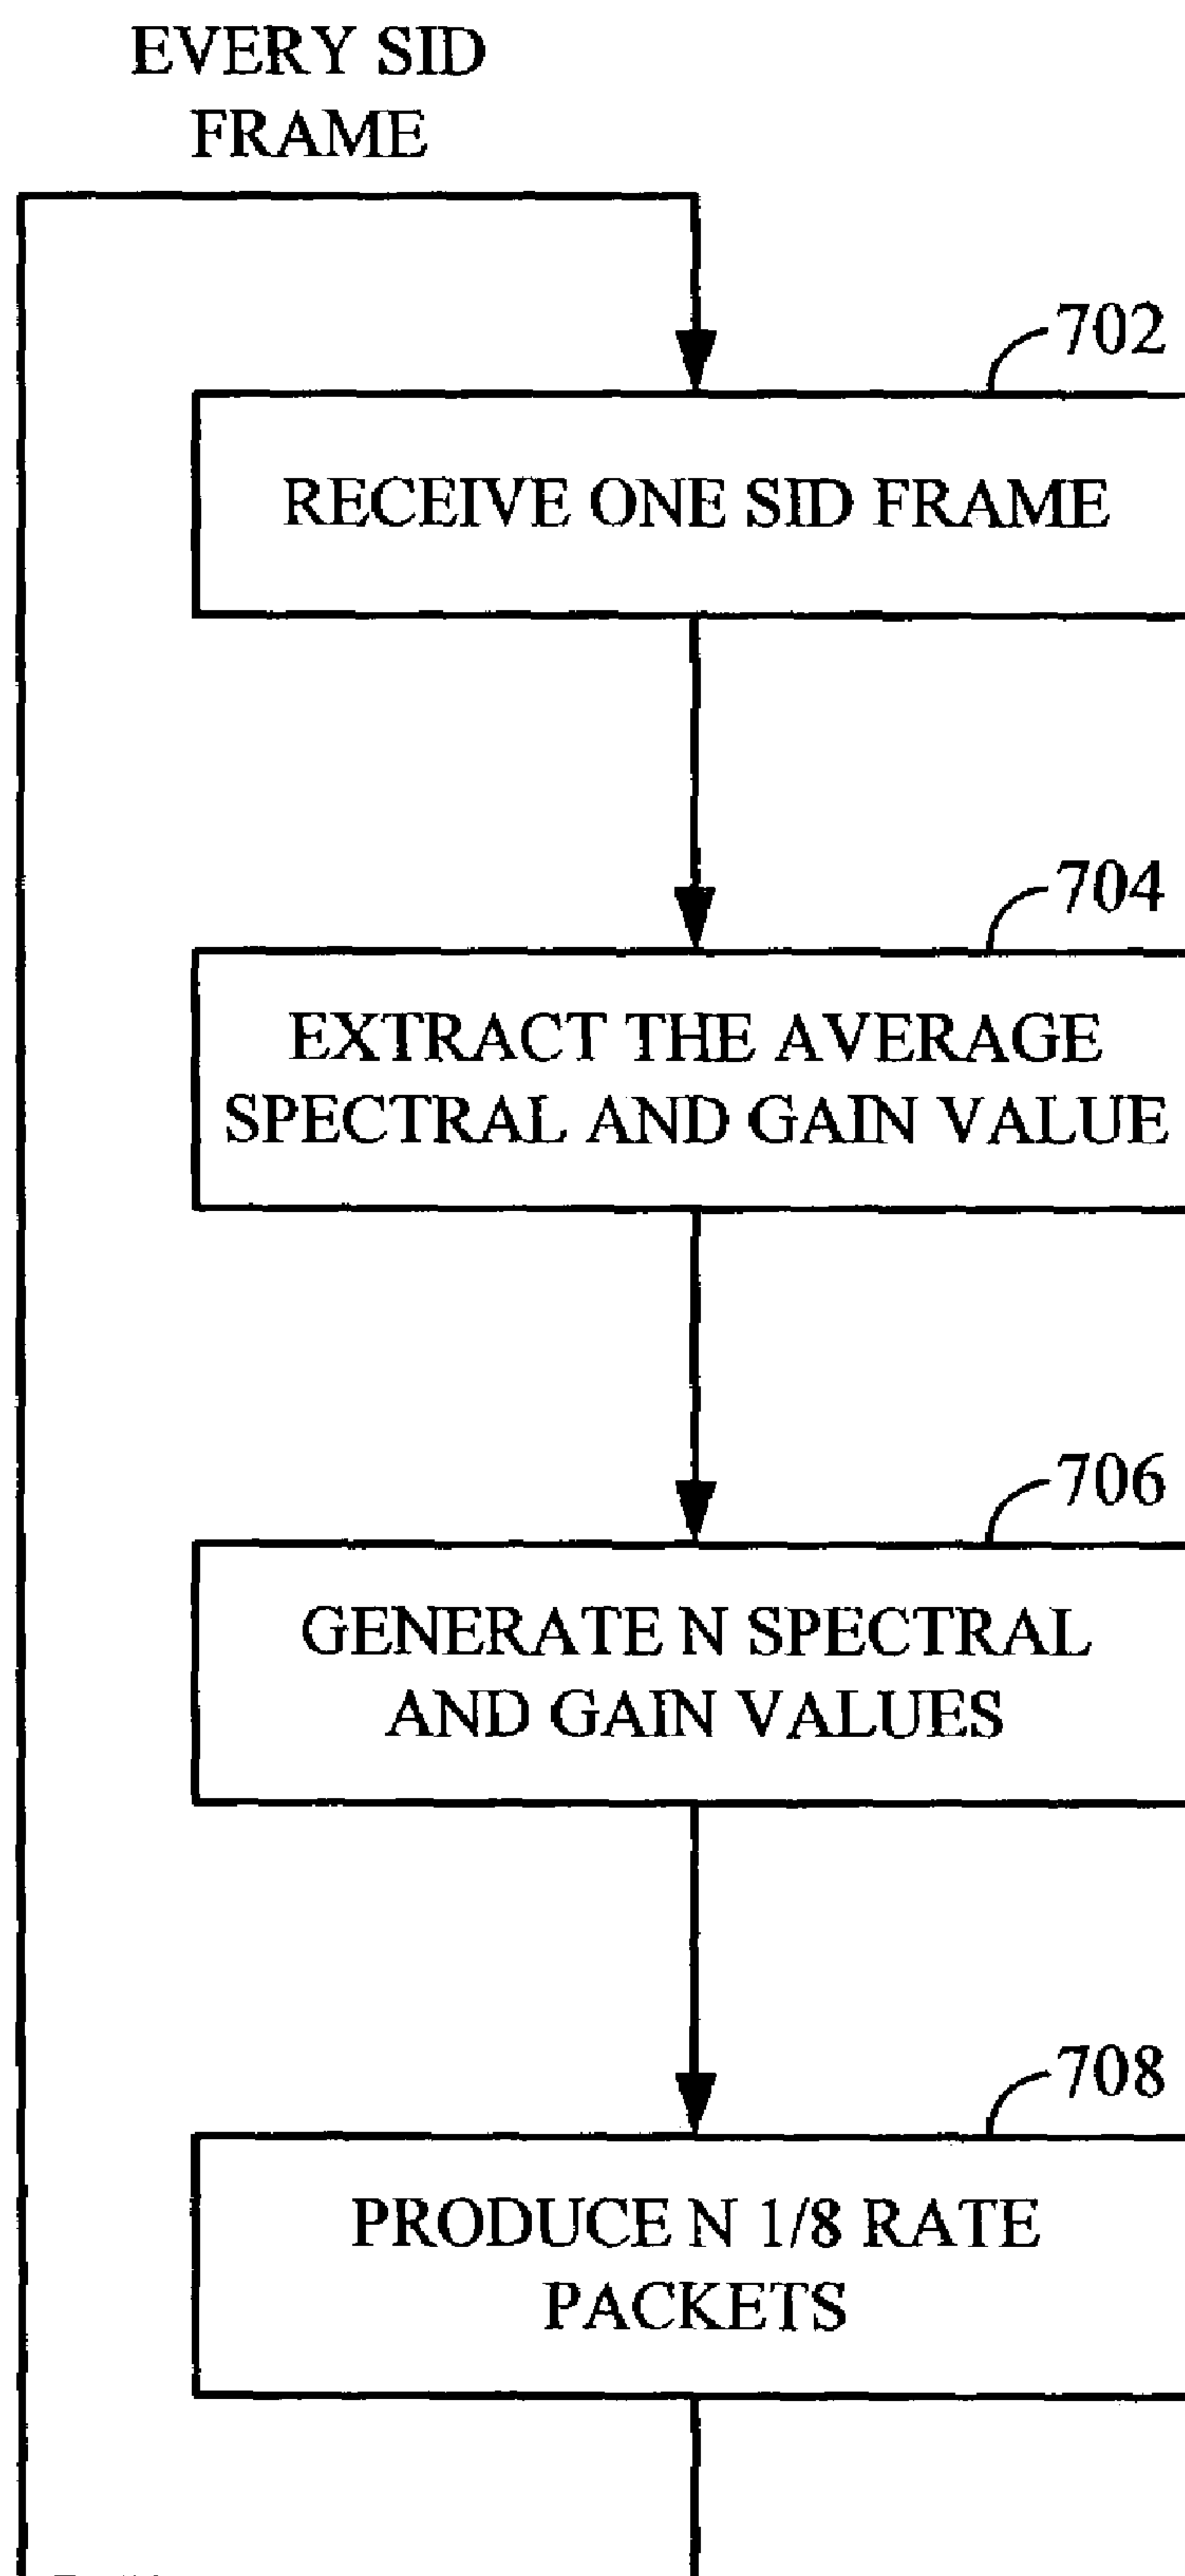 EVERY SID
FRAME
702
RECEIVE ONE SID FRAME
704
EXTRACT THE AVERAGE
SPECTRAL AND GAIN VALUE
706
GENERATE N SPECTRAL
AND GAIN VALUES
708
PRODUCE N 1/8 RATE
PACKETS